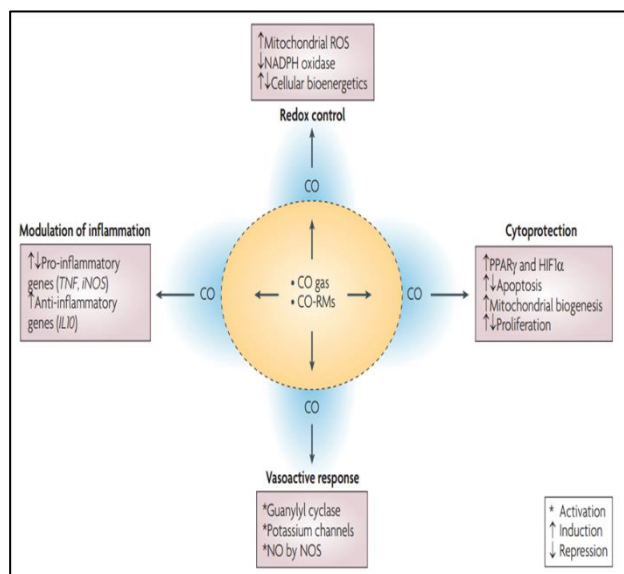 ↑Mitochondrial ROS
↓NADPH oxidase
↑↓Cellular bioenergetics
Redox control
CO
Modulation of inflammation
↑↓Pro-inflammatory
genes (TNF, iNOS)
↑Anti-inflammatory
genes (IL10)
CO
• CO gas
• CO-RMs
CO
Cytoprotection
↑PPARγ and HIF1α
↑↓Apoptosis
↑Mitochondrial biogenesis
↑↓Proliferation
CO
Vasoactive response
*Guanylyl cyclase
*Potassium channels
*NO by NOS
* Activation
↑ Induction
↓ Repression